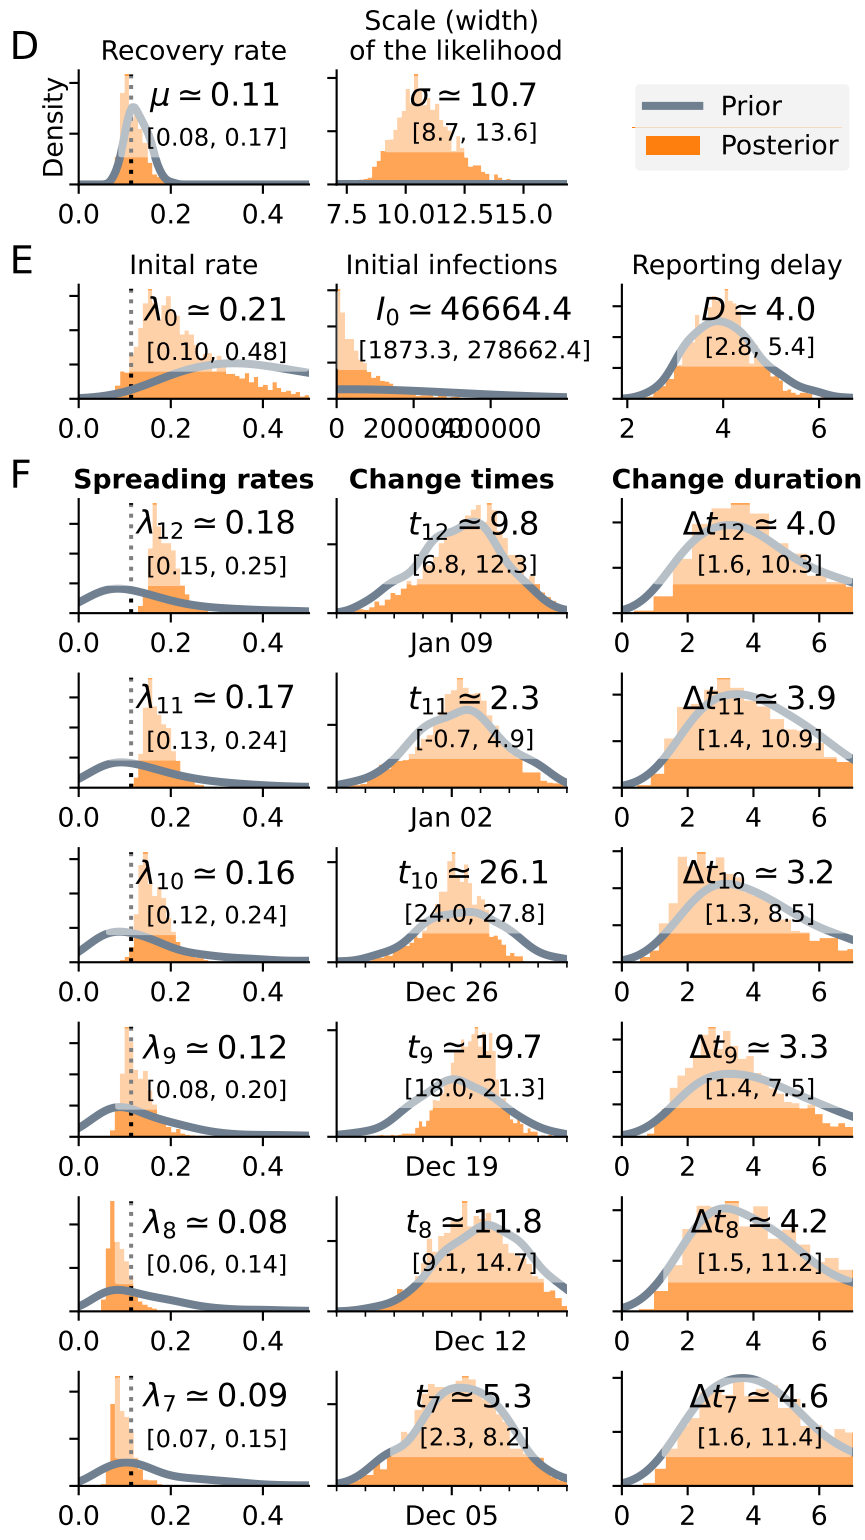 D
Recovery rate
Scale (width)
of the likelihood
Density
μ ≃ 0.11
[0.08, 0.17]
0.0 0.2 0.4
σ ≃ 10.7
[8.7, 13.6]
7.5 10.0 12.5 15.0
Prior
Posterior
E
Inital rate
Initial infections
Reporting delay
λ0 ≃ 0.21
[0.10, 0.48]
0.0 0.2 0.4
I0 ≃ 46664.4
[1873.3, 278662.4]
0 200000 400000
D ≃ 4.0
[2.8, 5.4]
2 4 6
F
Spreading rates
Change times
Change duration
λ12 ≃ 0.18
[0.15, 0.25]
0.0 0.2 0.4
t12 ≃ 9.8
[6.8, 12.3]
Jan 09
Δt12 ≃ 4.0
[1.6, 10.3]
0 2 4 6
λ11 ≃ 0.17
[0.13, 0.24]
0.0 0.2 0.4
t11 ≃ 2.3
[-0.7, 4.9]
Jan 02
Δt11 ≃ 3.9
[1.4, 10.9]
0 2 4 6
λ10 ≃ 0.16
[0.12, 0.24]
0.0 0.2 0.4
t10 ≃ 26.1
[24.0, 27.8]
Dec 26
Δt10 ≃ 3.2
[1.3, 8.5]
0 2 4 6
λ9 ≃ 0.12
[0.08, 0.20]
0.0 0.2 0.4
t9 ≃ 19.7
[18.0, 21.3]
Dec 19
Δt9 ≃ 3.3
[1.4, 7.5]
0 2 4 6
λ8 ≃ 0.08
[0.06, 0.14]
0.0 0.2 0.4
t8 ≃ 11.8
[9.1, 14.7]
Dec 12
Δt8 ≃ 4.2
[1.5, 11.2]
0 2 4 6
λ7 ≃ 0.09
[0.07, 0.15]
0.0 0.2 0.4
t7 ≃ 5.3
[2.3, 8.2]
Dec 05
Δt7 ≃ 4.6
[1.6, 11.4]
0 2 4 6